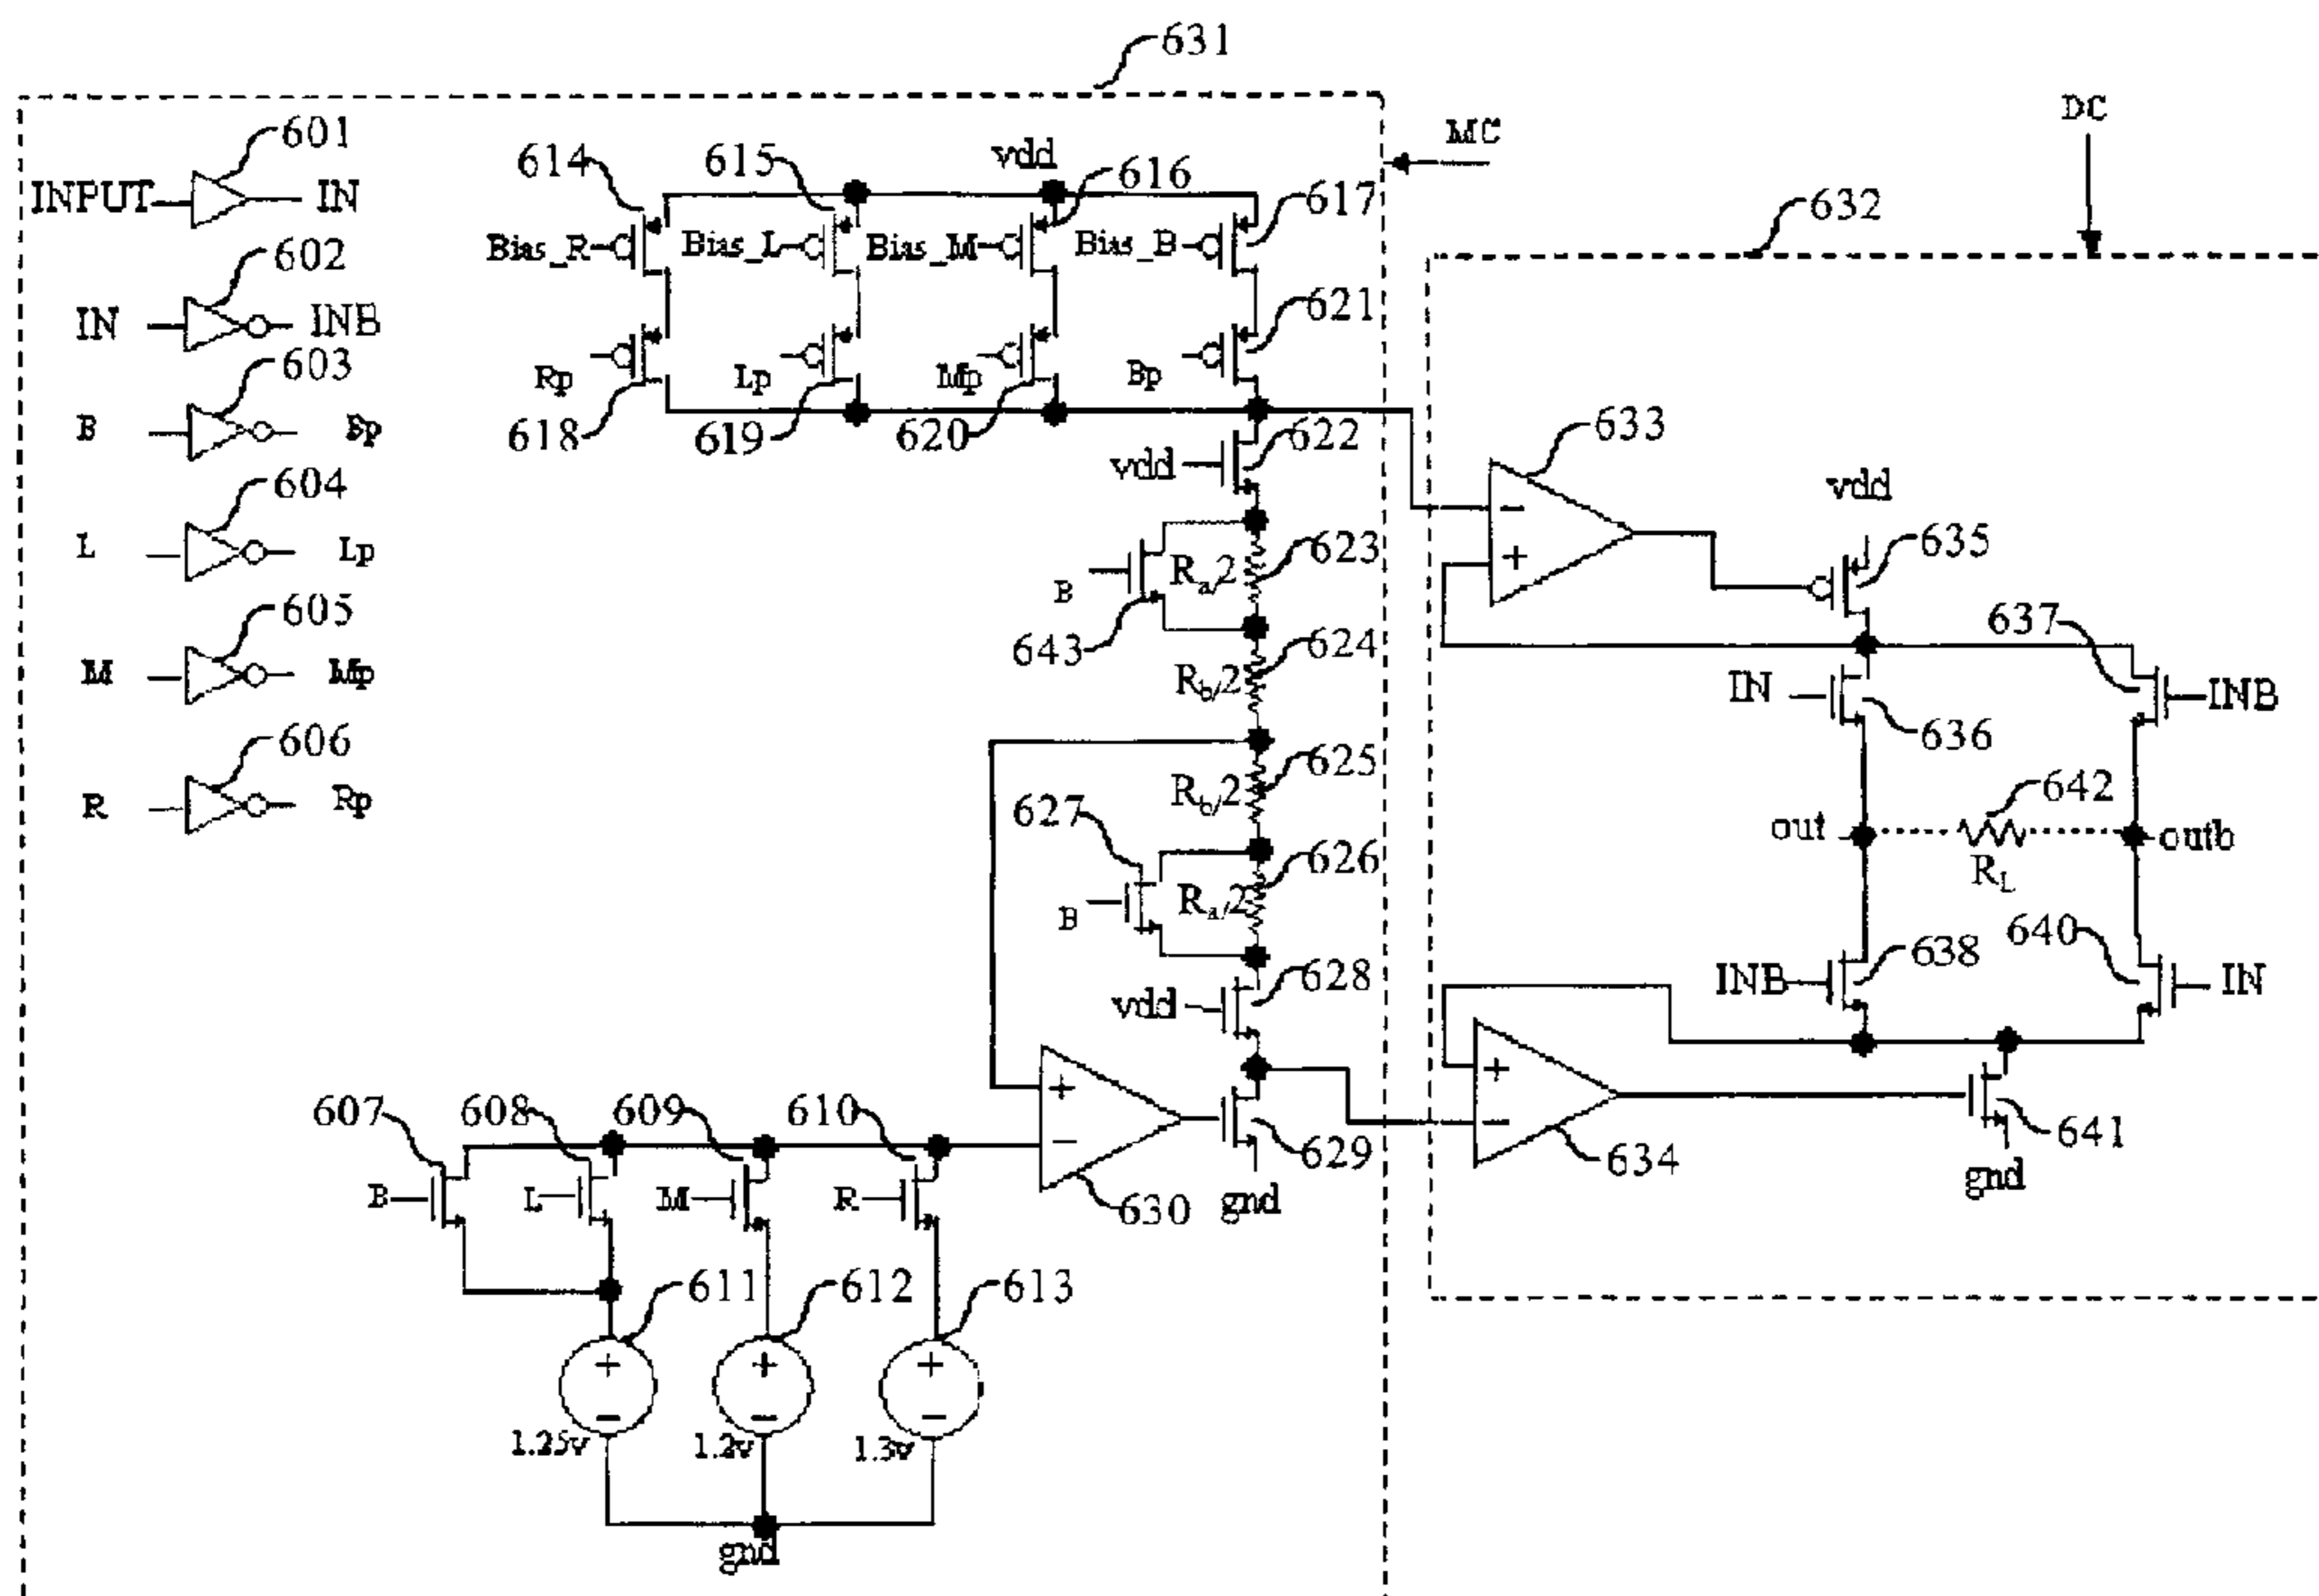 631
MC
DC
632
601
INPUT
IN
602
IN
INB
603
B
Bp
604
L
Lp
605
M
Mp
606
R
Rp
614
615
vdd
616
617
Bias_R
Bias_L
Bias_M
Bias_B
621
Rp
Lp
Mp
Bp
618
619
620
622
vdd
623
B
Ra/2
643
624
Rb/2
625
Rb/2
627
626
B
Ra/2
628
vdd
607
608
609
610
+
−
630
629
gnd
B
L
M
R
611
612
613
+
−
+
−
+
−
1.25v
1.2v
1.3v
gnd
633
−
+
vdd
635
637
IN
INB
636
642
out
outb
RL
640
INB
638
IN
+
−
634
641
gnd